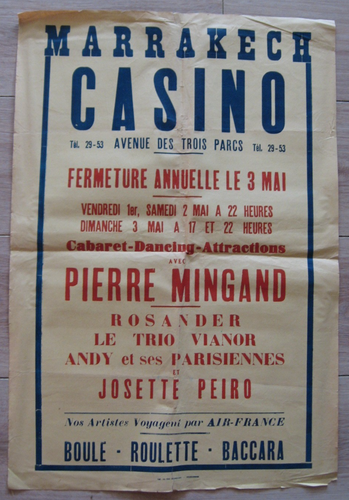 MARRAKECH
CASINO
Tél. 29-53 AVENUE DES TROIS PARCS Tél. 29-53
FERMETURE ANNUELLE LE 3 MAI
VENDREDI 1er, SAMEDI 2 MAI A 22 HEURES
DIMANCHE 3 MAI A 17 ET 22 HEURES
Cabaret-Dancing-Attractions
AVEC
PIERRE MINGAND
ROSANDER
LE TRIO VIANOR
ANDY et ses PARISIENNES
ET
JOSETTE PEIRO
Nos Artistes Voyagent par AIR-FRANCE
BOULE - ROULETTE - BACCARA